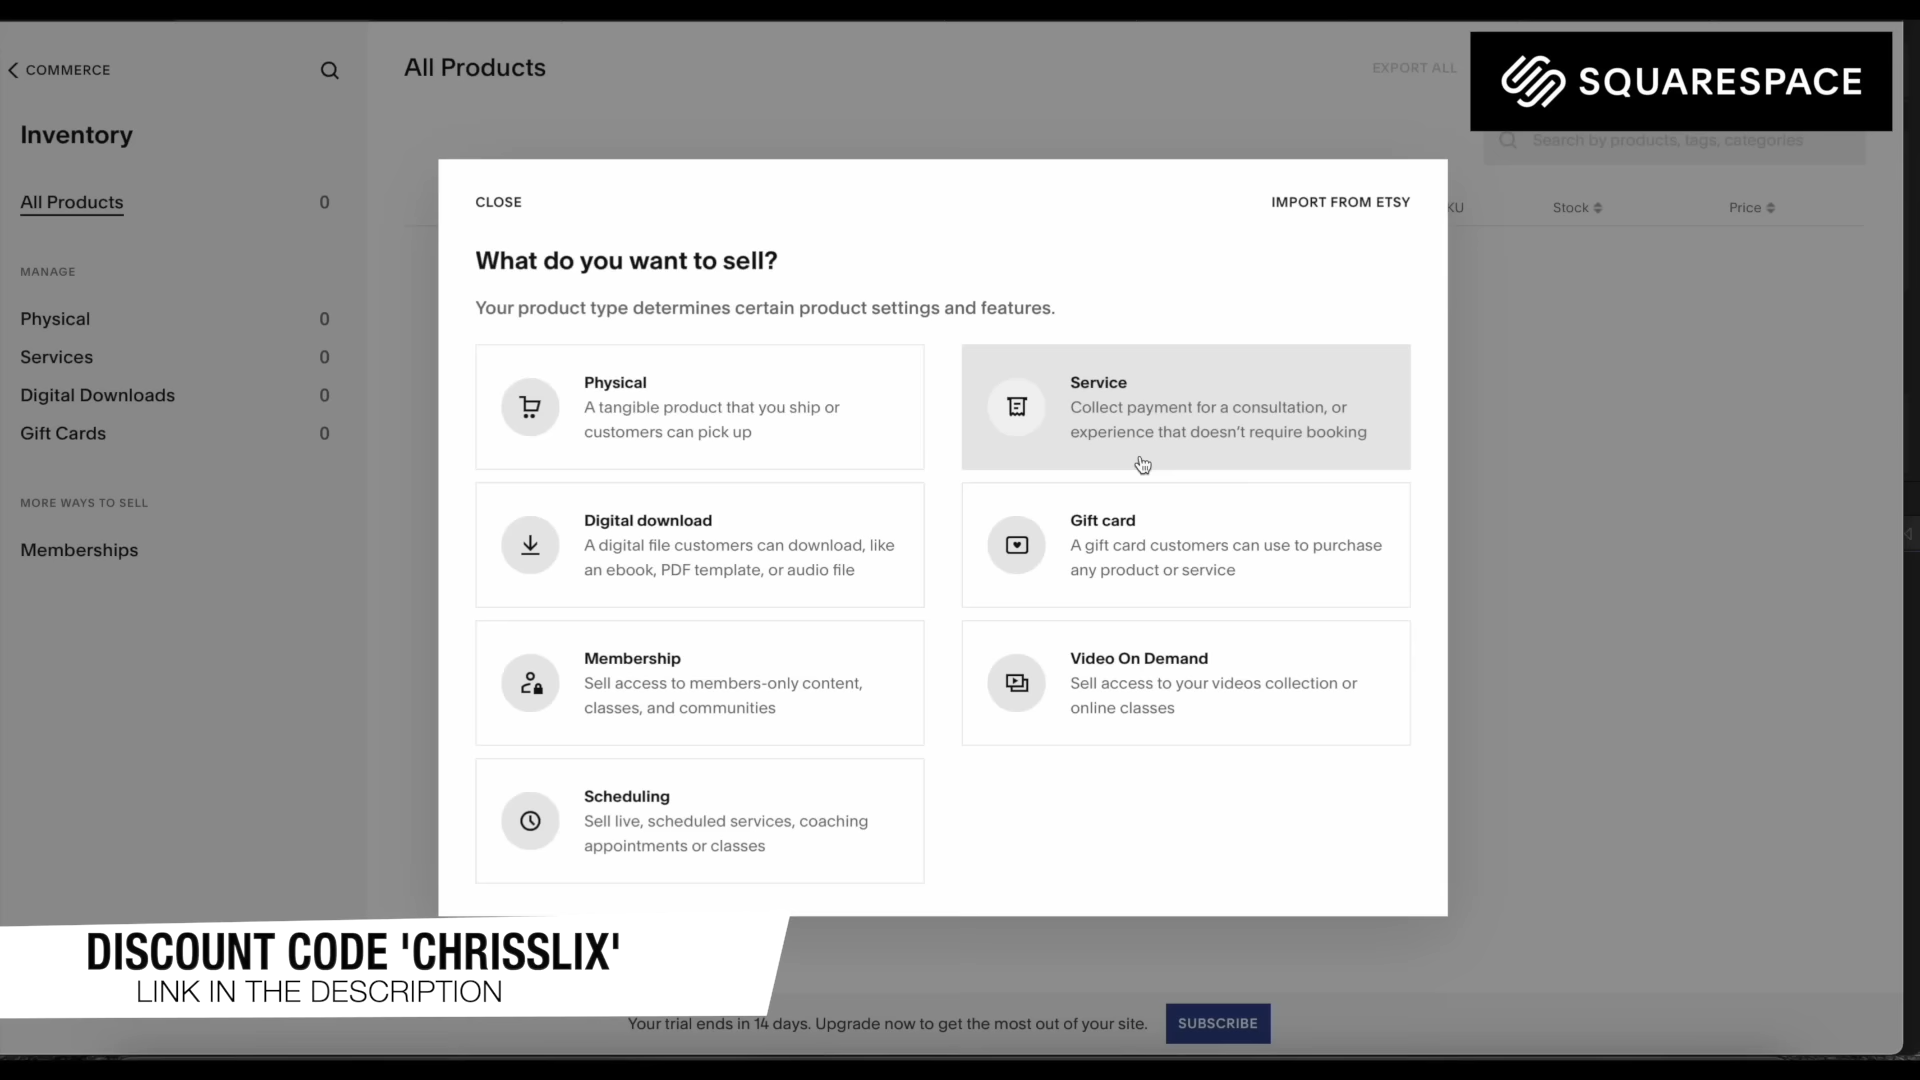 COMMERCE
All Products
EXPORT ALL
SQUARESPACE
Inventory
Search by products, tags, categories
All Products 0
CLOSE
IMPORT FROM ETSY
KU
Stock
Price
MANAGE
What do you want to sell?
Your product type determines certain product settings and features.
Physical 0
Services 0
Digital Downloads 0
Gift Cards 0
MORE WAYS TO SELL
Memberships
Physical
A tangible product that you ship or
customers can pick up
Service
Collect payment for a consultation, or
experience that doesn't require booking
Digital download
A digital file customers can download, like
an ebook, PDF template, or audio file
Gift card
A gift card customers can use to purchase
any product or service
Membership
Sell access to members-only content,
classes, and communities
Video On Demand
Sell access to your videos collection or
online classes
Scheduling
Sell live, scheduled services, coaching
appointments or classes
DISCOUNT CODE 'CHRISSLIX'
LINK IN THE DESCRIPTION
Your trial ends in 14 days. Upgrade now to get the most out of your site.
SUBSCRIBE